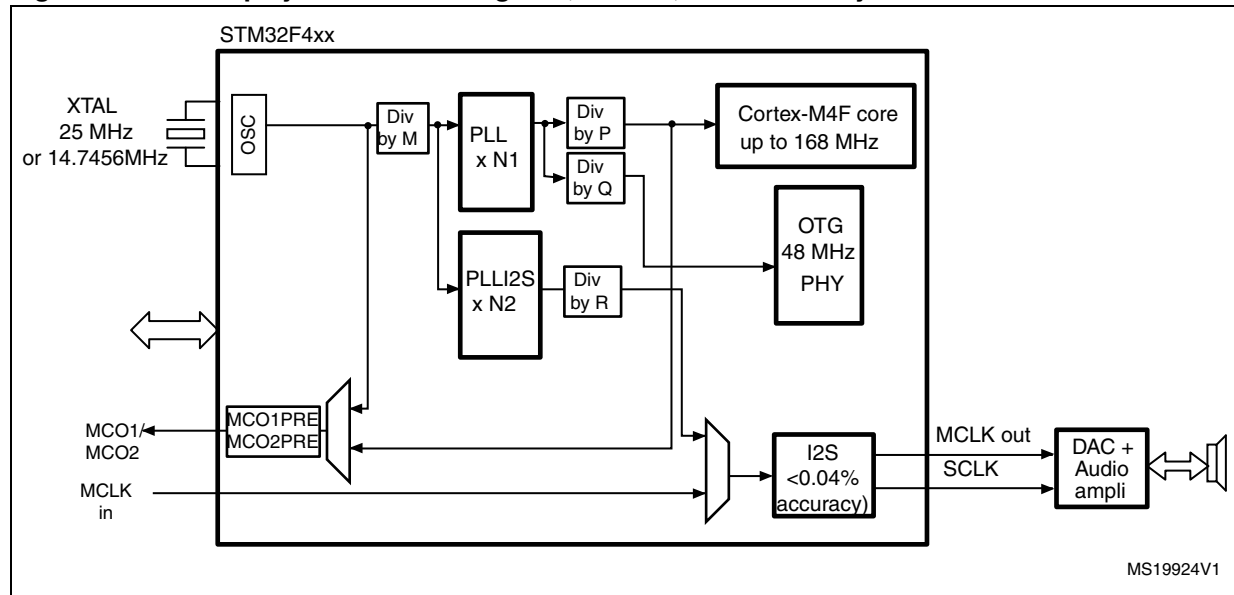 STM32F4xx
XTAL
25 MHz
or 14.7456MHz
OSC
Div
by M
PLL
x N1
Div
by P
Div
by Q
Cortex-M4F core
up to 168 MHz
OTG
48 MHz
PHY
PLLI2S
x N2
Div
by R
MCO1/
MCO2
MCO1PRE
MCO2PRE
MCLK
in
I2S
<0.04%
accuracy)
MCLK out
SCLK
DAC +
Audio
ampli
MS19924V1